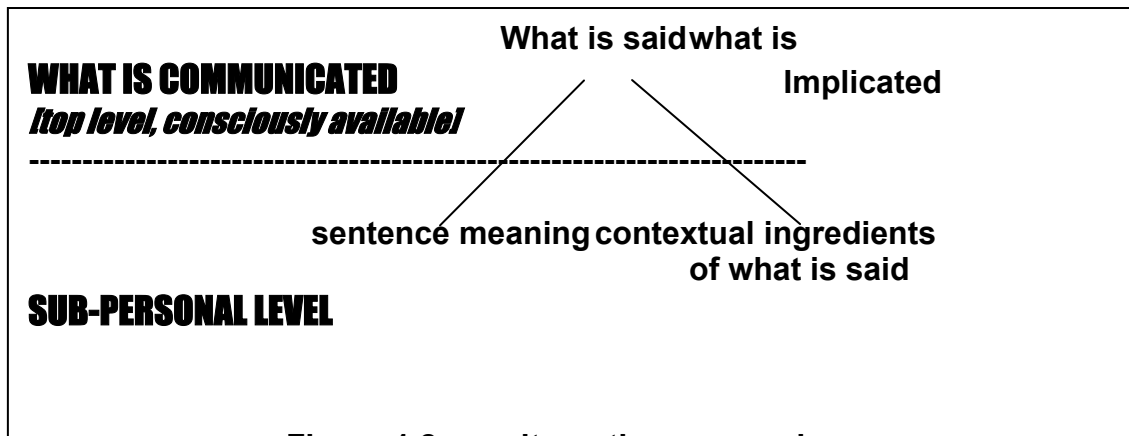 What is saidwhat is
WHAT IS COMMUNICATED
Implicated
[top level, consciously available]
---------------------------------------------------------------------------
sentence meaning contextual ingredients
of what is said
SUB-PERSONAL LEVEL